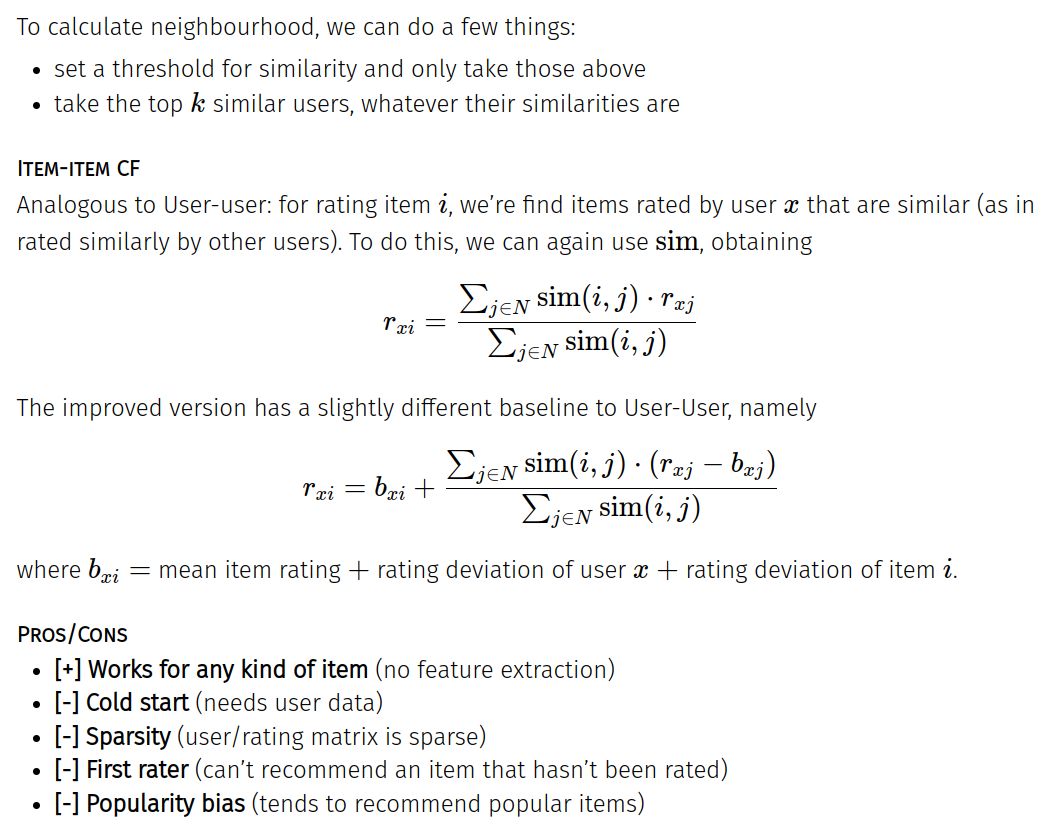 To calculate neighbourhood, we can do a few things:
• set a threshold for similarity and only take those above
• take the top k similar users, whatever their similarities are
ITEM-ITEM CF
Analogous to User-user: for rating item i, we're find items rated by user x that are similar (as in
rated similarly by other users). To do this, we can again use sim, obtaining
r_{xi} = \frac{\sum_{j \in N} sim(i, j) \cdot r_{xj}}{\sum_{j \in N} sim(i, j)}
The improved version has a slightly different baseline to User-User, namely
r_{xi} = b_{xi} + \frac{\sum_{j \in N} sim(i, j) \cdot (r_{xj} - b_{xj})}{\sum_{j \in N} sim(i, j)}
where b_{xi} = mean item rating + rating deviation of user x + rating deviation of item i.
PROS/CONS
• [+] Works for any kind of item (no feature extraction)
• [-] Cold start (needs user data)
• [-] Sparsity (user/rating matrix is sparse)
• [-] First rater (can't recommend an item that hasn't been rated)
• [-] Popularity bias (tends to recommend popular items)